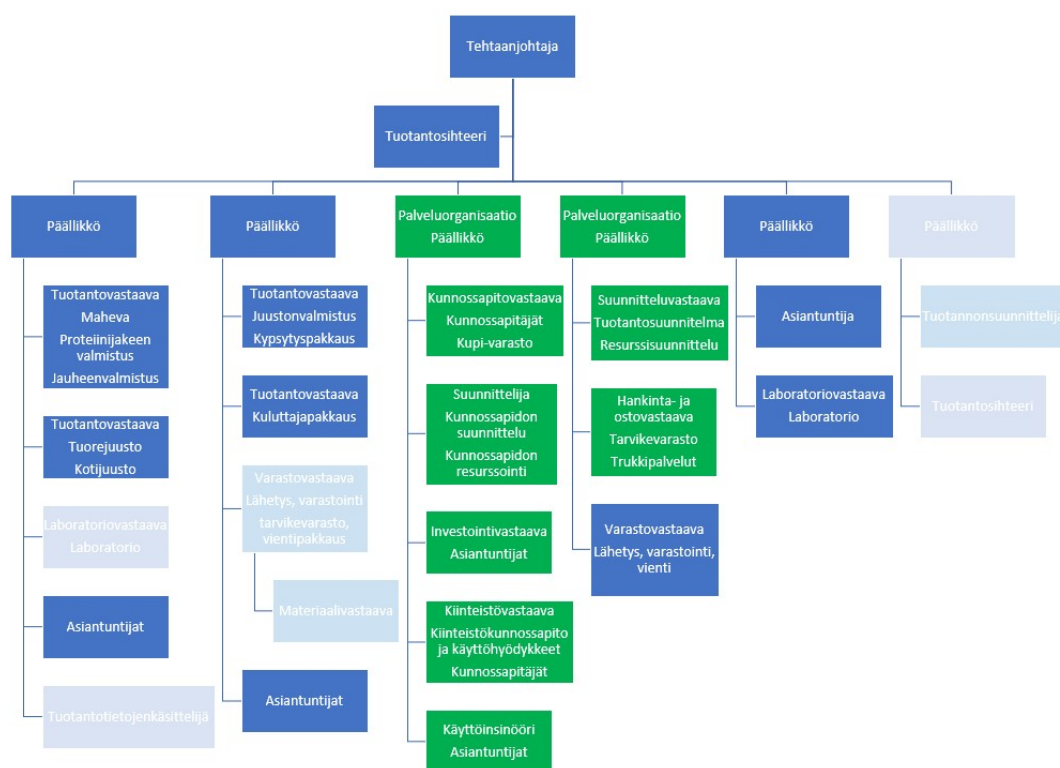 Tehtaanjohtaja
Tuotantosihteeri
Päällikkö
Tuotantovastaava
Maheva
Proteiinijakeen
valmistus
Jauheenvalmistus
Tuotantovastaava
Tuorejuusto
Kotijuusto
Laboratoriovastaava
Laboratorio
Asiantuntijat
Tuotantotietojenkäsittelijä
Päällikkö
Tuotantovastaava
Juustonvalmistus
Kypsytyspakkaus
Tuotantovastaava
Kuluttajapakkaus
Varastovastaava
Lähetys, varastointi
tarvikevarasto,
vientipakkaus
Materiaalivastaava
Asiantuntijat
Palveluorganisaatio
Päällikkö
Kunnossapitovastaava
Kunnossapitäjät
Kupi-varasto
Suunnittelija
Kunnossapidon
suunnittelu
Kunnossapidon
resurssointi
Investointivastaava
Asiantuntijat
Kiinteistövastaava
Kiinteistökunnossapito
ja käyttöhyödykkeet
Kunnossapitäjät
Käyttöinsinööri
Asiantuntijat
Palveluorganisaatio
Päällikkö
Suunnitteluvastaava
Tuotantosuunnitelma
Resurssisuunnittelu
Hankinta- ja
ostovastaava
Tarvikevarasto
Trukkipalvelut
Varastovastaava
Lähetys, varastointi,
vienti
Päällikkö
Asiantuntija
Laboratoriovastaava
Laboratorio
Päällikkö
Tuotannonsuunnittelija
Tuotantosihteeri